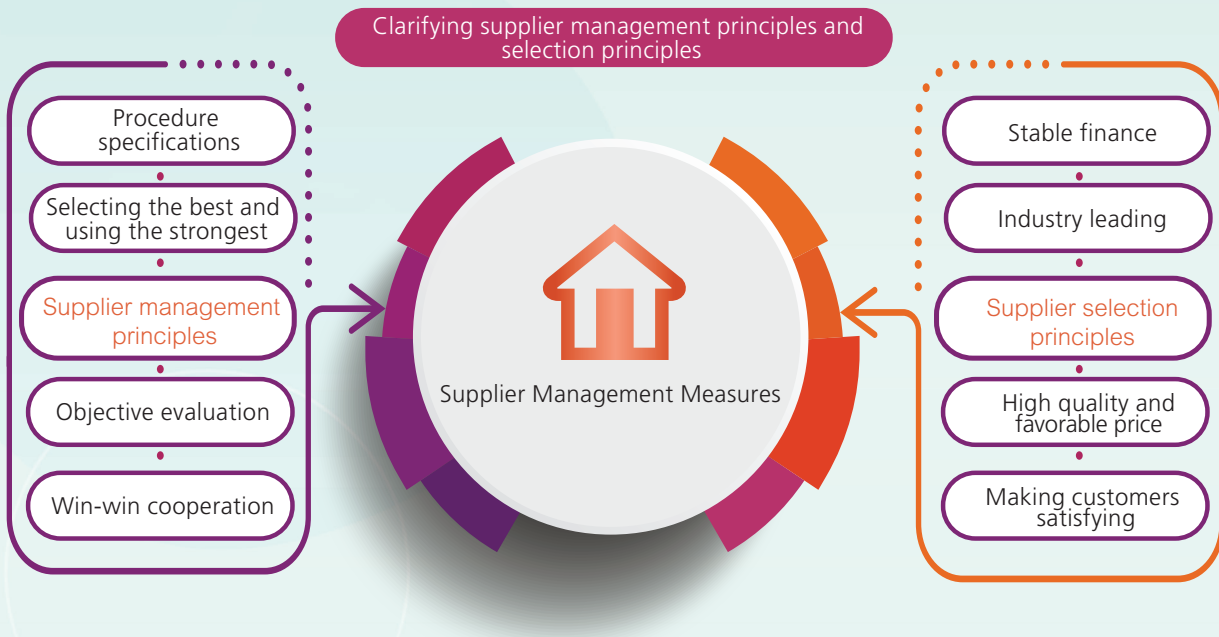 Clarifying supplier management principles and
selection principles
Procedure
specifications
Selecting the best and
using the strongest
Supplier management
principles
Objective evaluation
Win-win cooperation
Supplier Management Measures
Stable finance
Industry leading
Supplier selection
principles
High quality and
favorable price
Making customers
satisfying